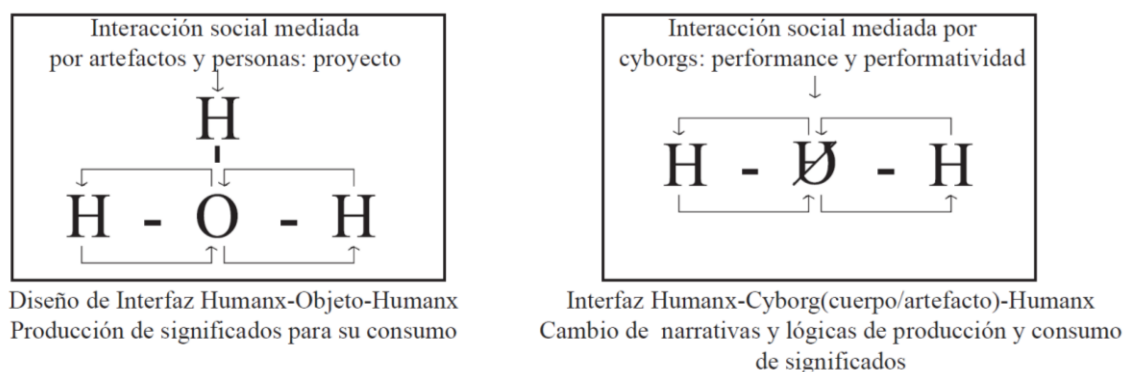 Interacción social mediada
por artefactos y personas: proyecto
H
-
H - O - H
Diseño de Interfaz Humanx-Objeto-Humanx
Producción de significados para su consumo
Interacción social mediada por
cyborgs: performance y performatividad
H - - H
Interfaz Humanx-Cyborg(cuerpo/artefacto)-Humanx
Cambio de narrativas y lógicas de producción y consumo
de significados